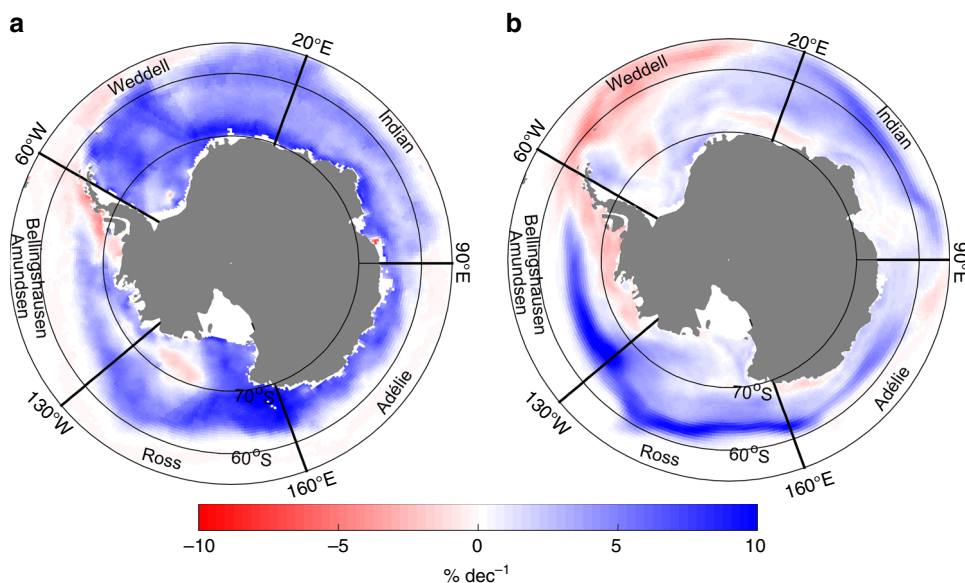 a
20°E
Weddell
Indian
60°W
90°E
Bellingshausen
Amundsen
130°W
70°S
Adélie
60°S
Ross
160°E
b
20°E
Weddell
Indian
60°W
90°E
Bellingshausen
Amundsen
130°W
70°S
Adélie
60°S
Ross
160°E
−10
−5
0
5
10
% dec⁻¹